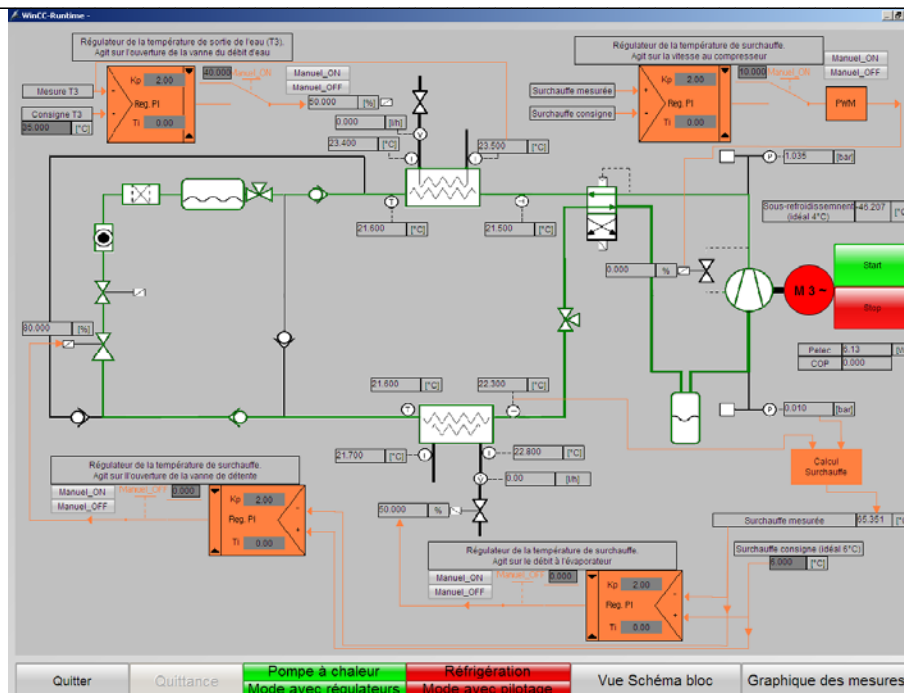 WinCC-Runtime -
Régulateur de la température de sortie de l'eau (T3).
Agit sur l'ouverture de la vanne du débit d'eau
Régulateur de la température de surchauffe.
Agit sur la vitesse au compresseur
Mesure T3
Consigne T3
35.000 [°C]
Kp 2.00
Reg. PI
Ti 0.00
40.000 Manuel_ON
Manuel_ON
Manuel_OFF
50.000 [%]
0.000 [l/h]
23.400 [°C]
23.500 [°C]
Surchauffe mesurée
Surchauffe consigne
Kp 2.00
Reg. PI
Ti 0.00
10.000 Manuel_ON
Manuel_ON
Manuel_OFF
PWM
P 1.035 [bar]
T
21.600 [°C]
21.500 [°C]
Sous-refroidissemnent
(idéal 4°C)
-46.207
0.000 %
M 3 ~
Start
Stop
Pelec 6.13
COP 0.000
60.000 [%]
21.600 [°C]
22.300 [°C]
T
P 0.010 [bar]
21.700 [°C]
22.800 [°C]
0.00 [l/h]
50.000 %
Calcul
Surchauffe
Surchauffe mesurée 65.351
Surchauffe consigne (idéal 6°C)
6.000 [°C]
Régulateur de la température de surchauffe.
Agit sur l'ouverture de la vanne de détente
Manuel_ON
Manuel_OFF
Manuel_OFF 0.000
Kp 2.00
Reg. PI
Ti 0.00
Régulateur de la température de surchauffe.
Agit sur le débit à l'évaporateur
Manuel_ON
Manuel_OFF
Manuel_OFF 0.000
Kp 2.00
Reg. PI
Ti 0.00
Quitter
Quittance
Pompe à chaleur
Mode avec régulateurs
Réfrigération
Mode avec pilotage
Vue Schéma bloc
Graphique des mesures